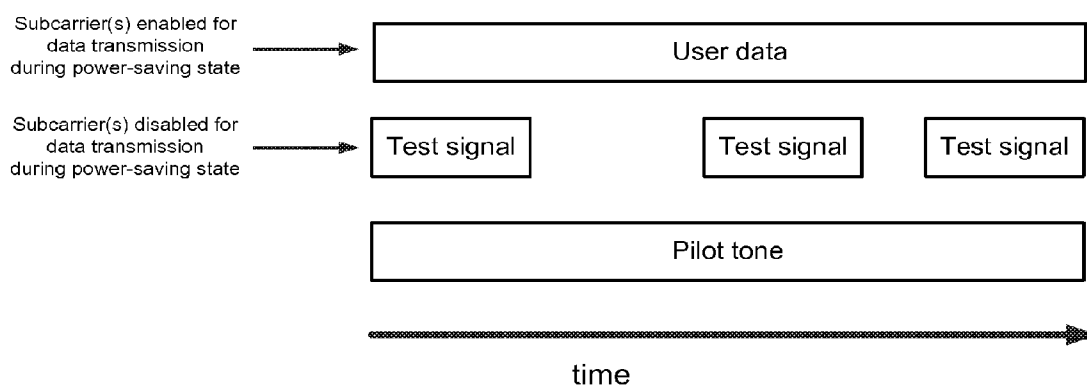 Subcarrier(s) enabled for
data transmission
during power-saving state
User data
Subcarrier(s) disabled for
data transmission
during power-saving state
Test signal
Test signal
Test signal
Pilot tone
time